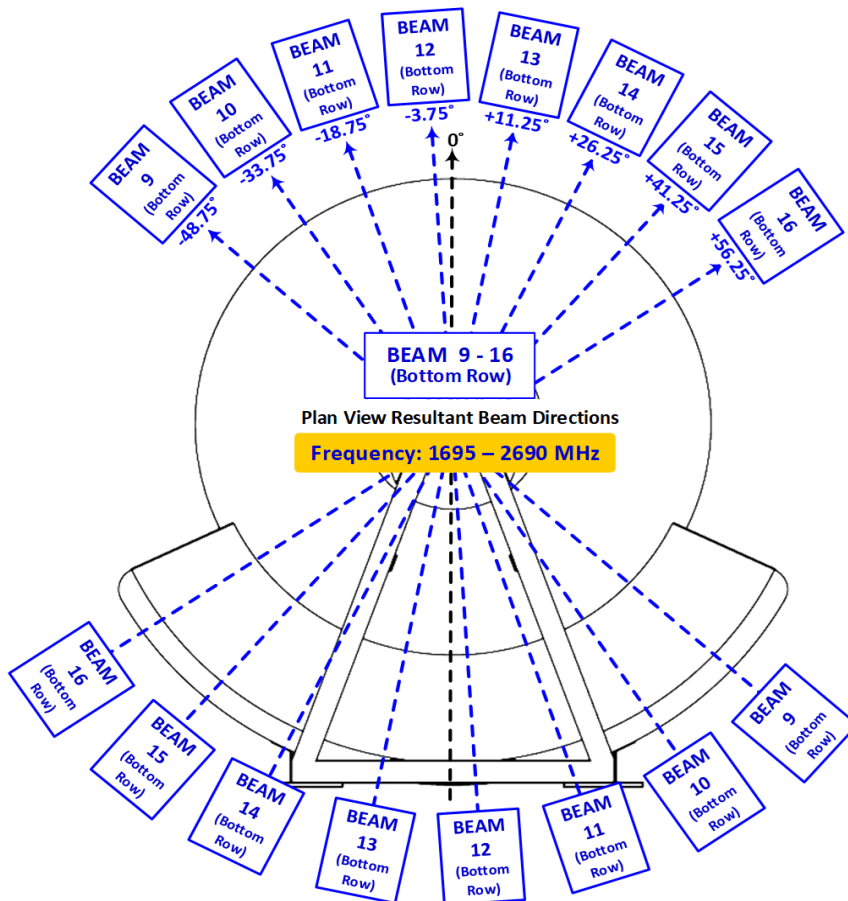 BEAM
9
(Bottom
Row)
-48.75°
BEAM
10
(Bottom
Row)
-33.75°
BEAM
11
(Bottom
Row)
-18.75°
BEAM
12
(Bottom
Row)
-3.75°
0°
BEAM
13
(Bottom
Row)
+11.25°
BEAM
14
(Bottom
Row)
+26.25°
BEAM
15
(Bottom
Row)
+41.25°
BEAM
16
(Bottom
Row)
+56.25°
BEAM 9 - 16
(Bottom Row)
Plan View Resultant Beam Directions
Frequency: 1695 – 2690 MHz
BEAM
16
(Bottom
Row)
BEAM
15
(Bottom
Row)
BEAM
14
(Bottom
Row)
BEAM
13
(Bottom
Row)
BEAM
12
(Bottom
Row)
BEAM
11
(Bottom
Row)
BEAM
10
(Bottom
Row)
BEAM
9
(Bottom
Row)